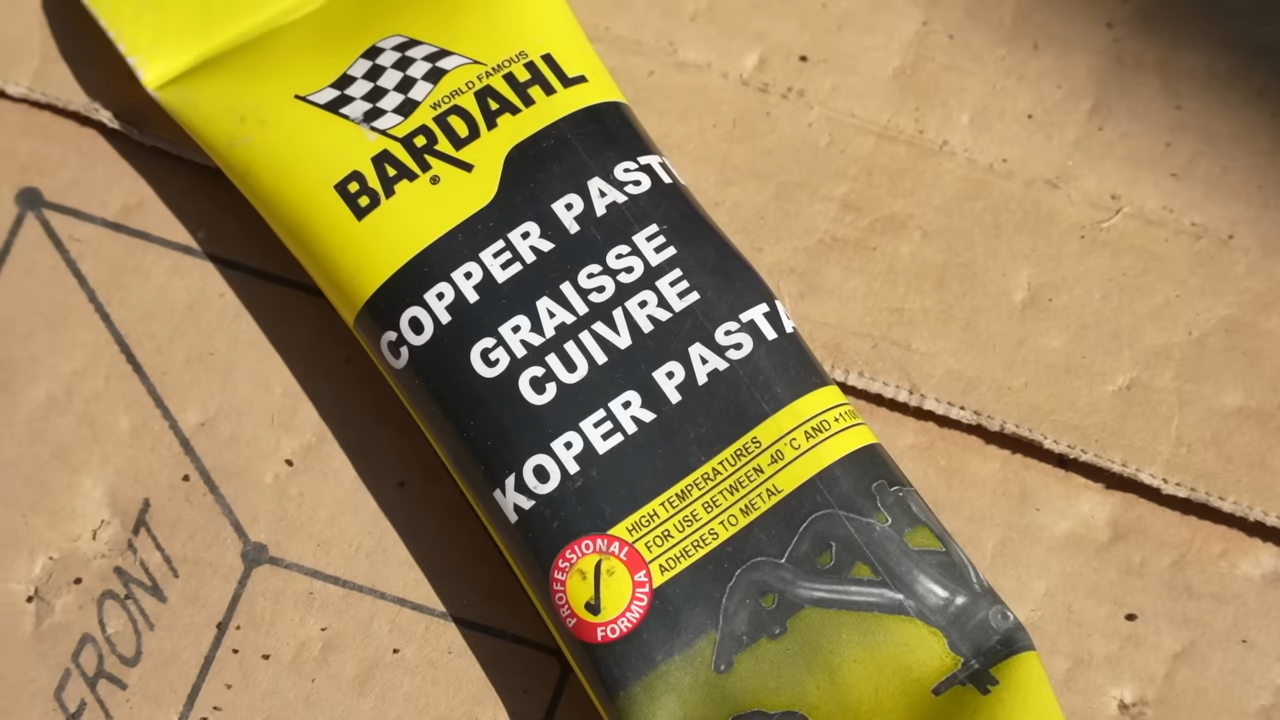 WORLD FAMOUS
BARDAHL®
COPPER PAST
GRAISSE
CUIVRE
KOPER PASTA
HIGH TEMPERATURES
FOR USE BETWEEN -40 °C AND +110
ADHERES TO METAL
PROFESSIONAL
FORMULA
FRONT